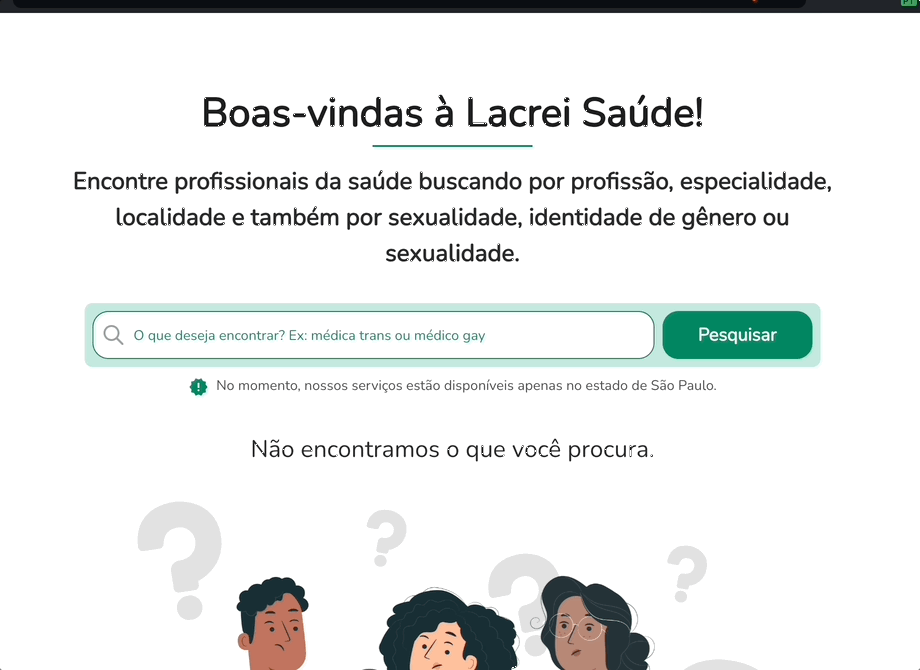 Boas-vindas à Lacrei Saúde!
Encontre profissionais da saúde buscando por profissão, especialidade,
localidade e também por sexualidade, identidade de gênero ou
sexualidade.
O que deseja encontrar? Ex: médica trans ou médico gay
Pesquisar
No momento, nossos serviços estão disponíveis apenas no estado de São Paulo.
Não encontramos o que você procura.